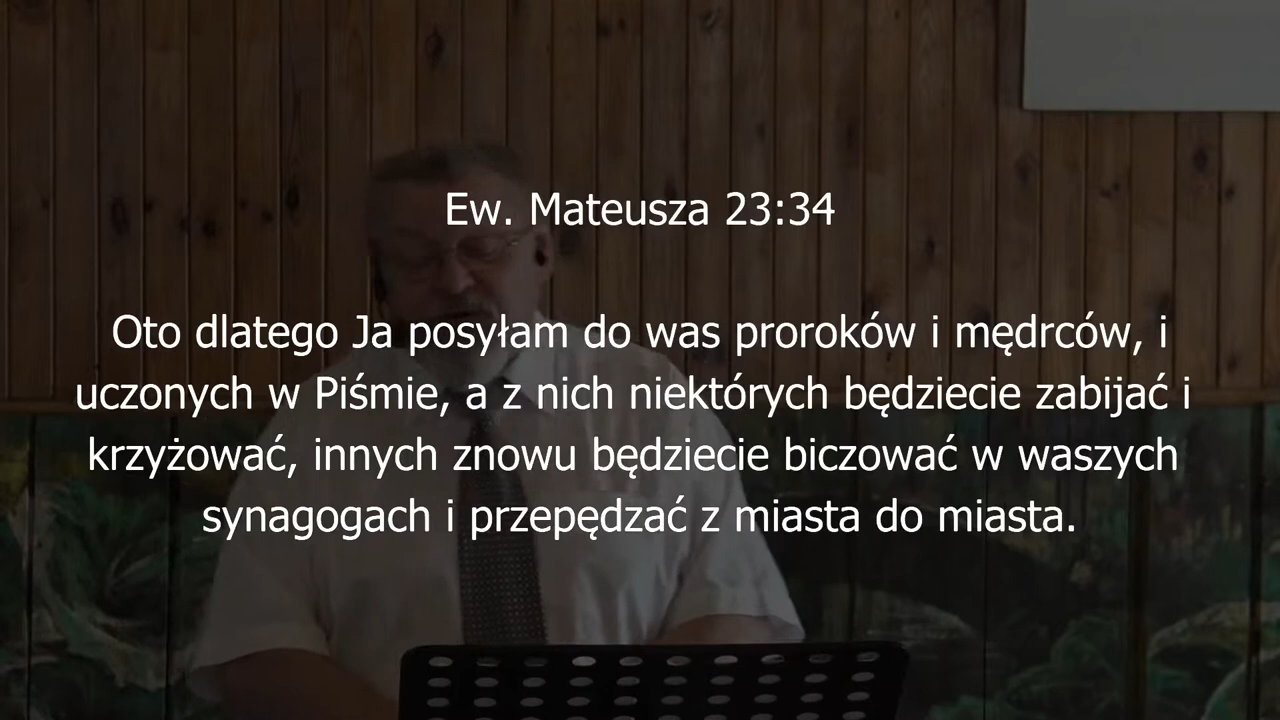 Ew. Mateusza 23:34
Oto dlatego Ja posyłam do was proroków i mędrców, i
uczonych w Piśmie, a z nich niektórych będziecie zabijać i
krzyżować, innych znowu będziecie biczować w waszych
synagogach i przepędzać z miasta do miasta.